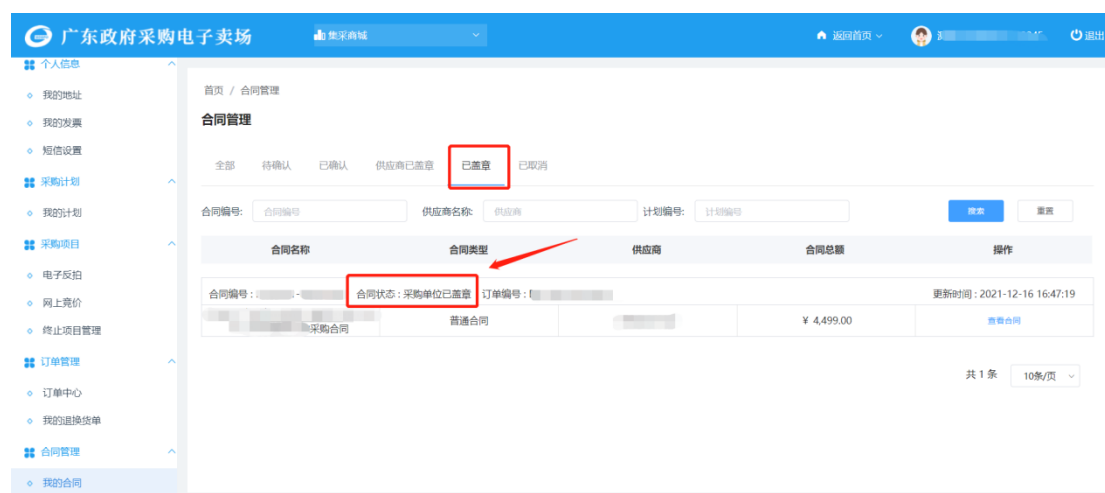 广东政府采购电子卖场
集采商城
返回首页
退出
个人信息
我的地址
我的发票
短信设置
采购计划
我的计划
采购项目
电子反拍
网上竞价
终止项目管理
订单管理
订单中心
我的退换货单
合同管理
我的合同
首页 / 合同管理
合同管理
全部 待确认 已确认 供应商已盖章 已盖章 已取消
合同编号: 合同编号 供应商名称: 供应商 计划编号: 计划编号 搜索 重置
合同名称 合同类型 供应商 合同总额 操作
合同编号: 合同状态:采购单位已盖章 订单编号: 更新时间:2021-12-16 16:47:19
采购合同 普通合同 ¥ 4,499.00 查看合同
共 1 条 10条/页